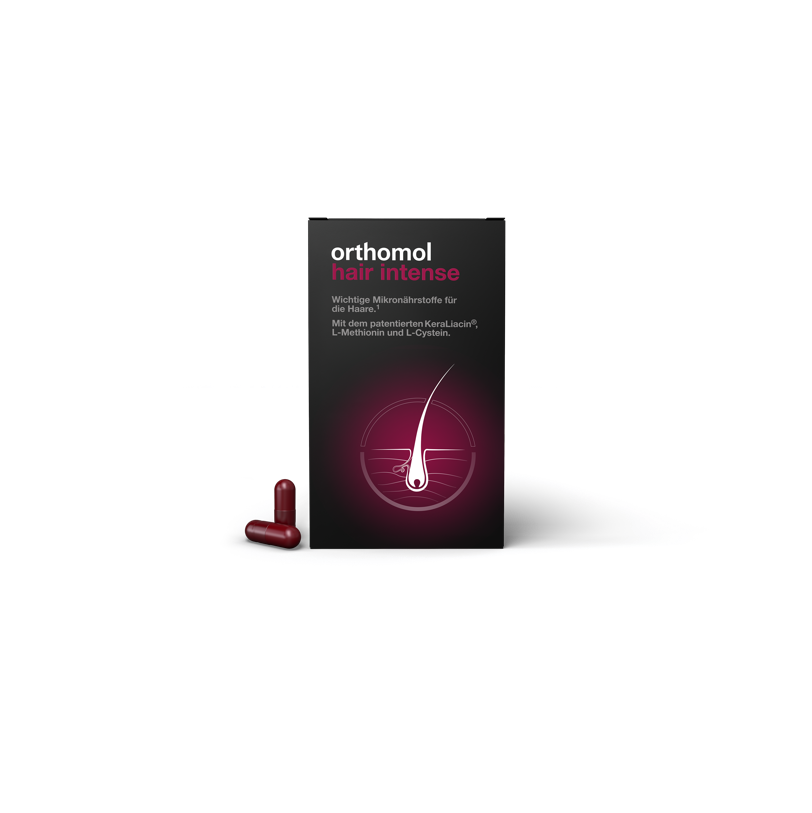 orthomol
hair intense
Wichtige Mikronährstoffe für
die Haare.¹
Mit dem patentierten KeraLiacin®,
L-Methionin und L-Cystein.